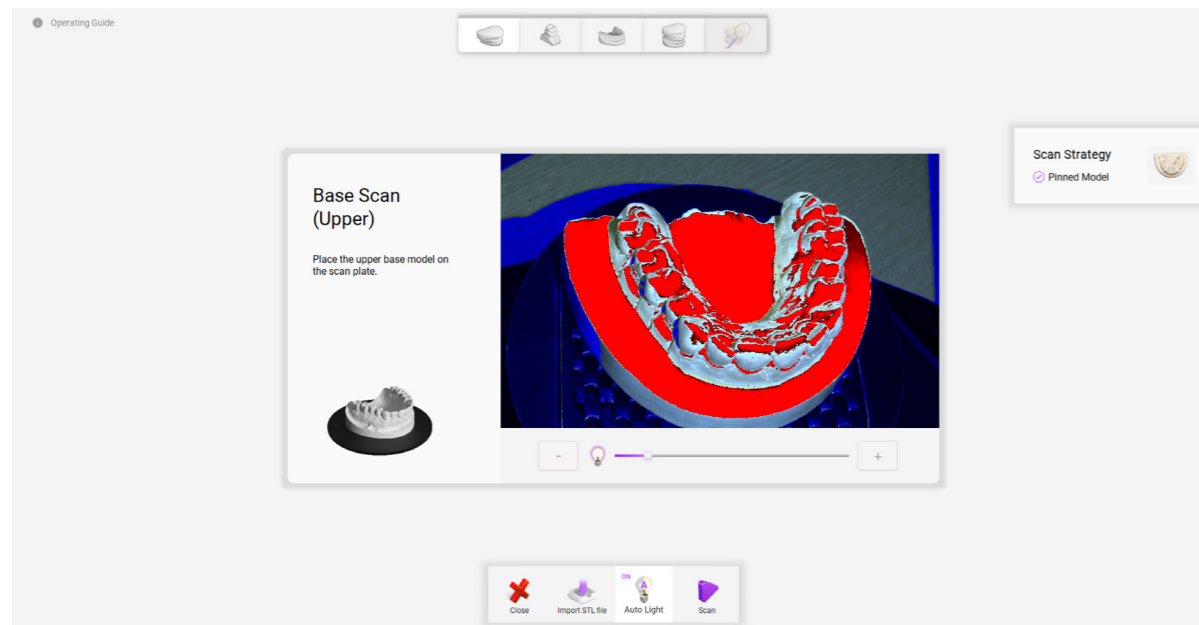 Operating Guide
Scan Strategy
Pinned Model
Base Scan
(Upper)
Place the upper base model on
the scan plate.
-
+
ON
A
Close
Import STL file
Auto Light
Scan